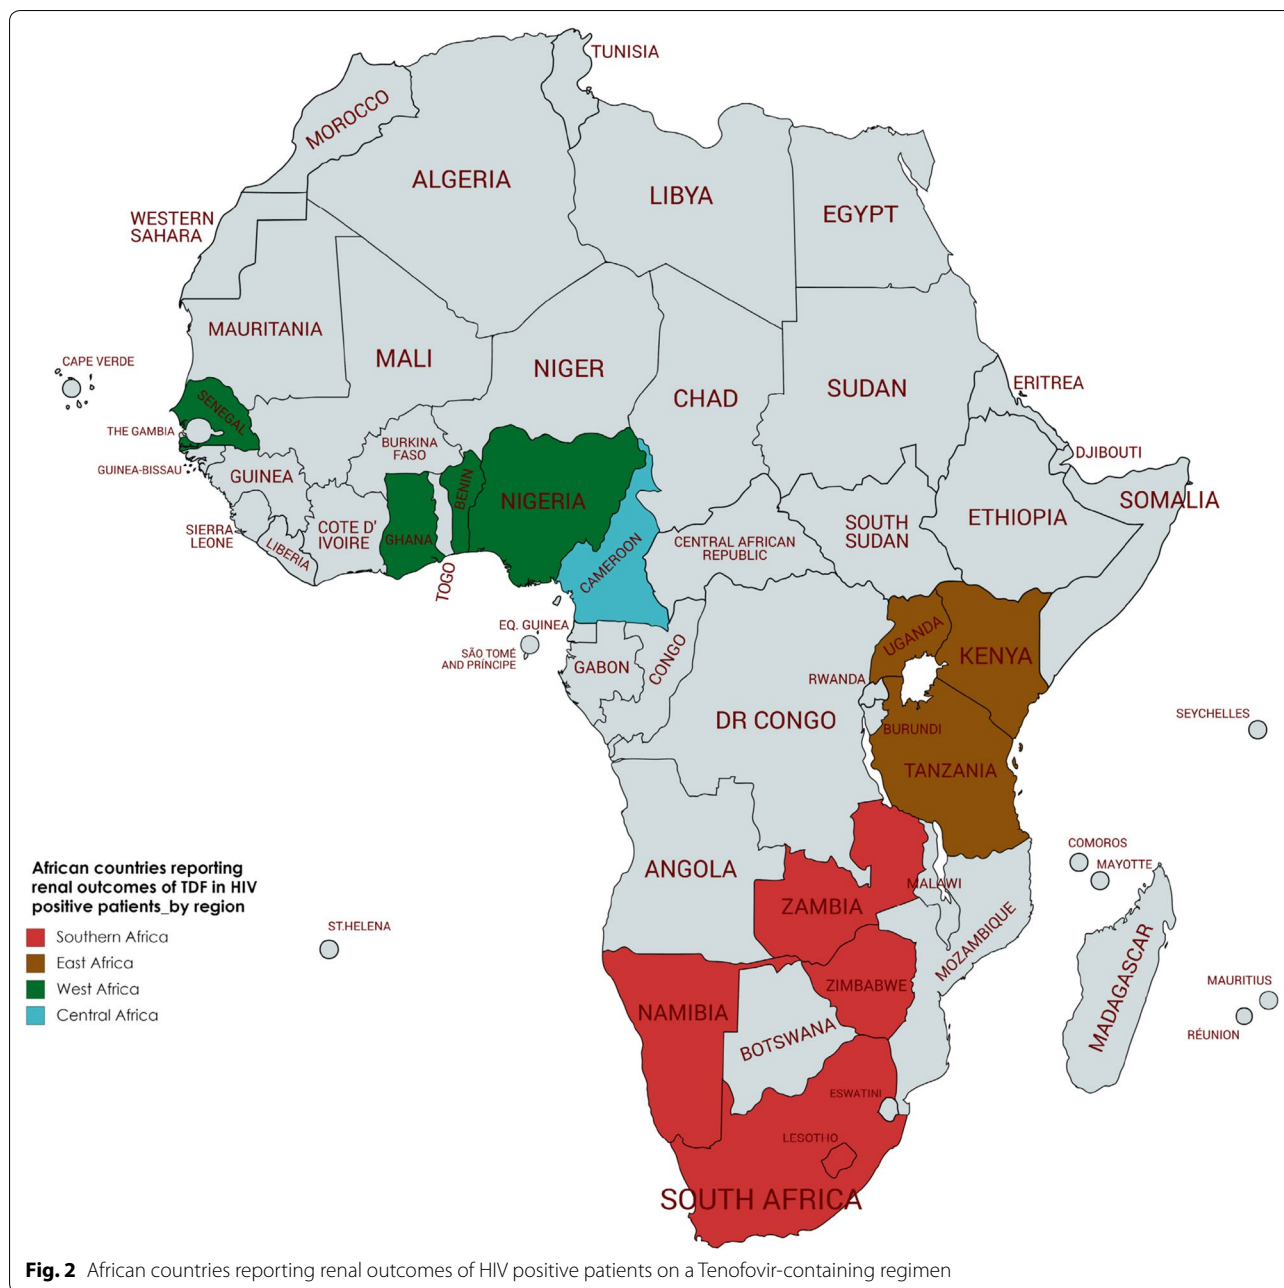 TUNISIA
MOROCCO
ALGERIA
LIBYA
EGYPT
WESTERN
SAHARA
MAURITANIA
MALI
NIGER
CHAD
SUDAN
ERITREA
CAPE VERDE
SENEGAL
THE GAMBIA
GUINEA-BISSAU
GUINEA
BURKINA
FASO
BENIN
NIGERIA
DJIBOUTI
SOMALIA
ETHIOPIA
SOUTH
SUDAN
CENTRAL AFRICAN
REPUBLIC
SIERRA
LEONE
LIBERIA
COTE D'
IVOIRE
GHANA
TOGO
CAMEROON
EQ. GUINEA
SÃO TOMÉ
AND PRÍNCIPE
GABON
CONGO
UGANDA
KENYA
RWANDA
DR CONGO
BURUNDI
TANZANIA
SEYCHELLES
ANGOLA
ZAMBIA
MALAWI
COMOROS
MAYOTTE
MOZAMBIQUE
MADAGASCAR
ST.HELENA
MAURITIUS
RÉUNION
NAMIBIA
ZIMBABWE
BOTSWANA
ESWATINI
LESOTHO
SOUTH AFRICA
African countries reporting
renal outcomes of TDF in HIV
positive patients_by region
Southern Africa
East Africa
West Africa
Central Africa
Fig. 2 African countries reporting renal outcomes of HIV positive patients on a Tenofovir-containing regimen